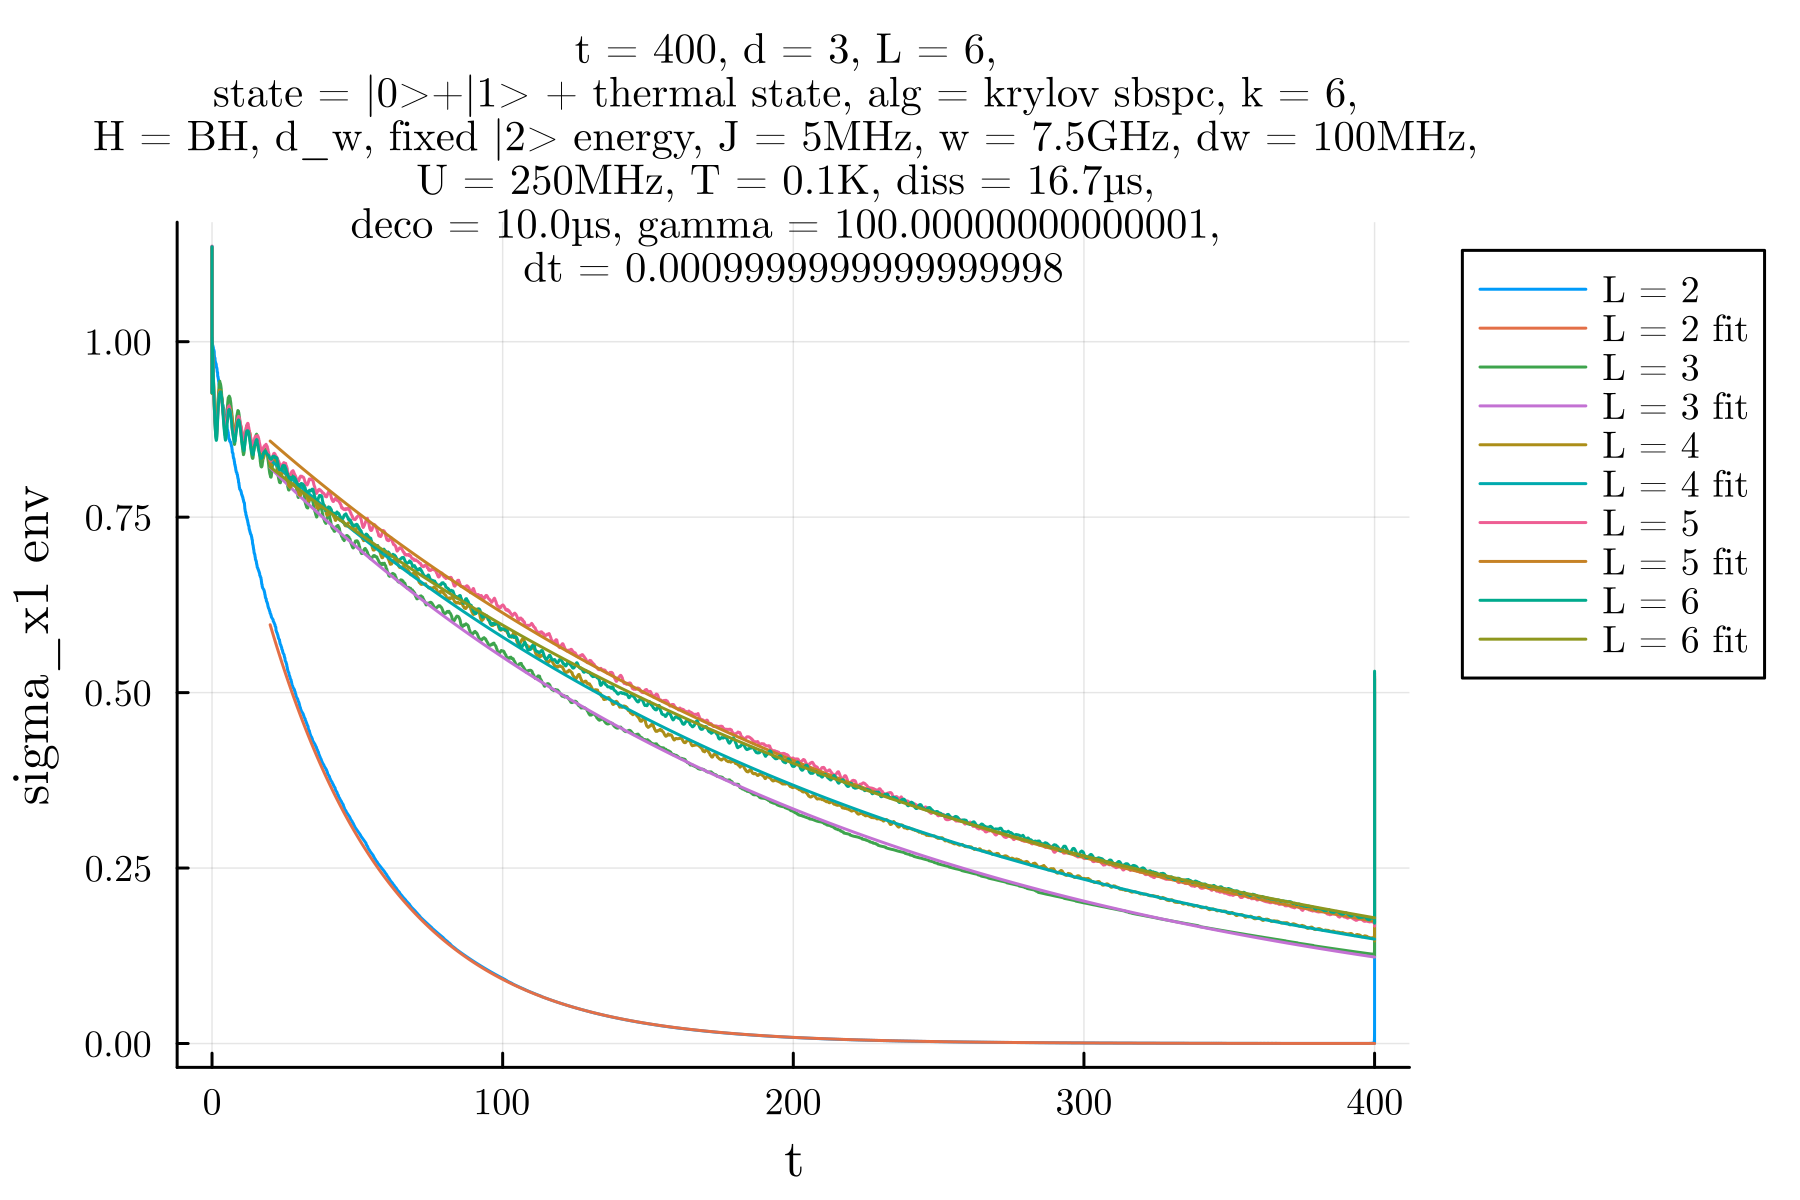 t = 400, d = 3, L = 6,
state = |0>+|1> + thermal state, alg = krylov sbspc, k = 6,
H = BH, d_w, fixed |2> energy, J = 5MHz, w = 7.5GHz, dw = 100MHz,
U = 250MHz, T = 0.1K, diss = 16.7µs,
deco = 10.0µs, gamma = 100.00000000000001,
dt = 0.0009999999999999998
1.00
0.75
0.50
0.25
0.00
sigma_x1 env
0
100
200
300
400
t
L = 2
L = 2 fit
L = 3
L = 3 fit
L = 4
L = 4 fit
L = 5
L = 5 fit
L = 6
L = 6 fit